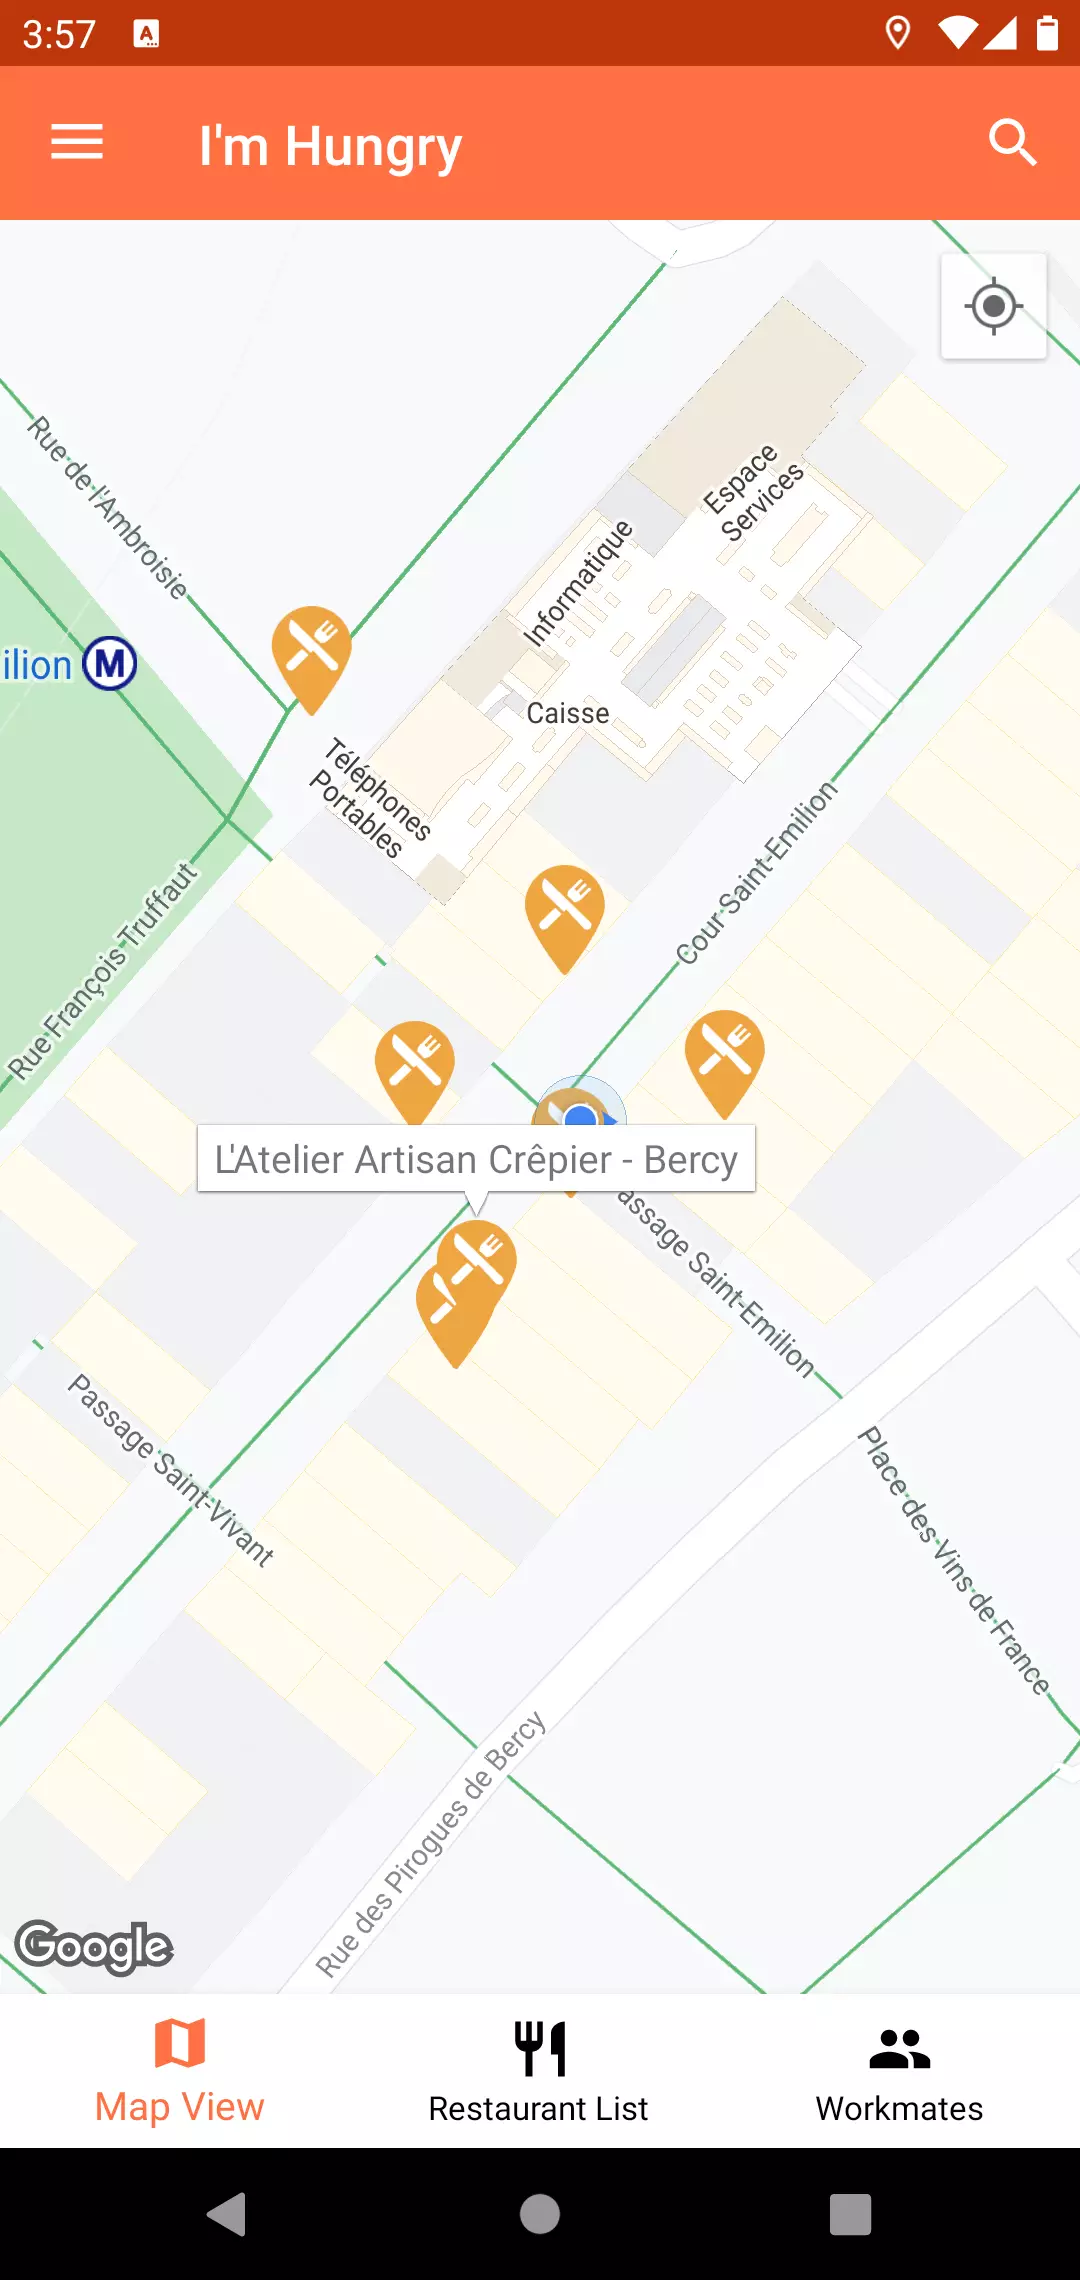 3:57
A
I'm Hungry
Rue de l'Ambroisie
Espace
Services
Informatique
ilion
M
Caisse
Téléphones
Portables
Cour Saint-Emilion
Rue François Truffaut
L'Atelier Artisan Crêpier - Bercy
assage Saint-Emilion
Passage Saint-Vivant
Place des Vins de France
Rue des Pirogues de Bercy
Google
Map View
Restaurant List
Workmates